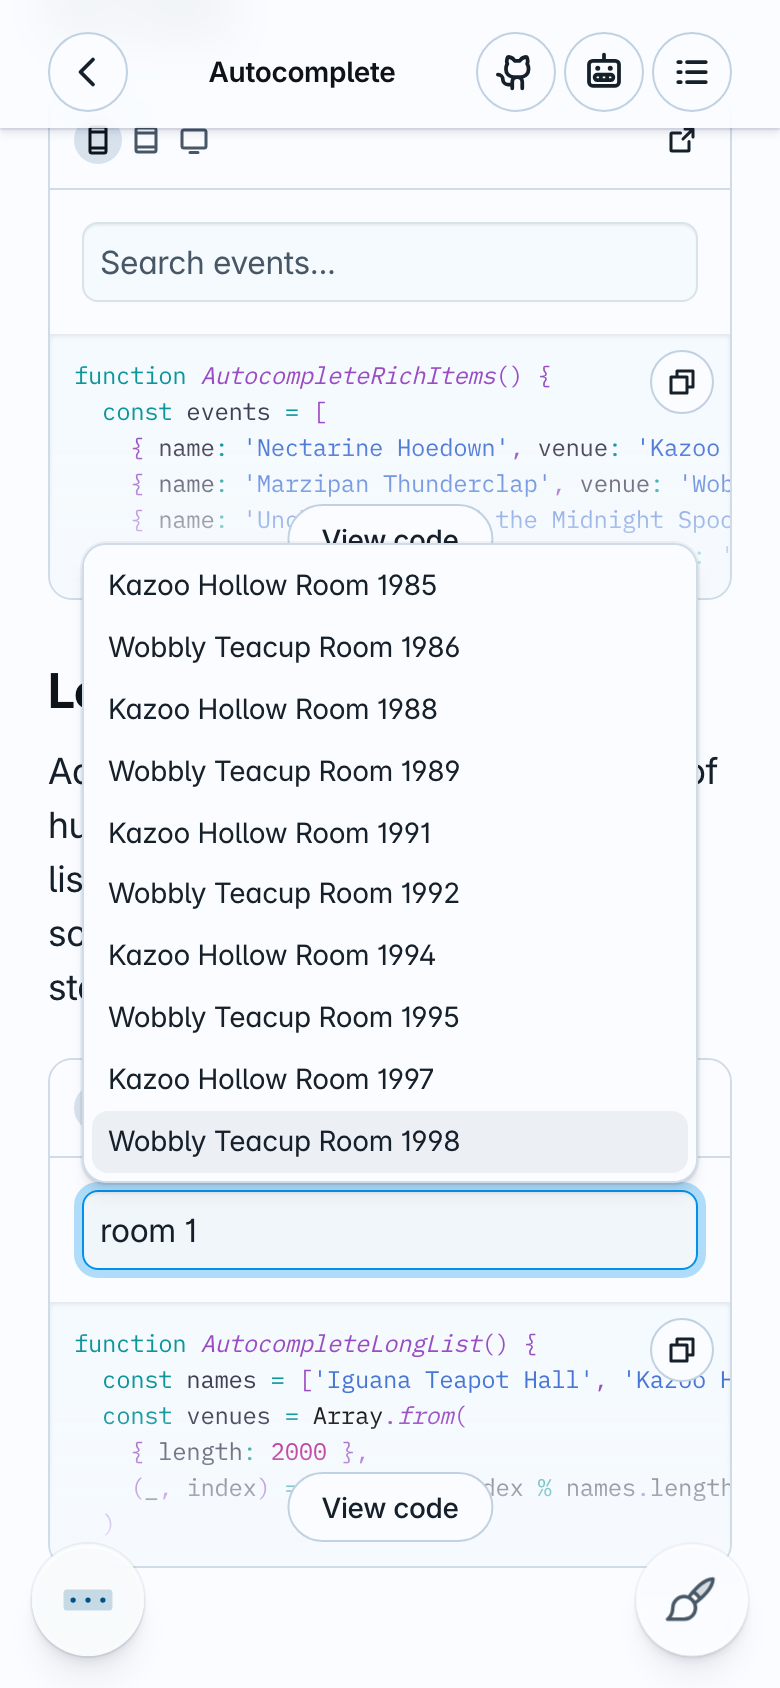 Autocomplete
Search events...
function AutocompleteRichItems() {
const events = [
{ name: 'Nectarine Hoedown', venue: 'Kazoo
{ name: 'Marzipan Thunderclap', venue:
{ name: the Midnight
View code
Kazoo Hollow Room 1985
Wobbly Teacup Room 1986
Kazoo Hollow Room 1988
Wobbly Teacup Room 1989
Kazoo Hollow Room 1991
Wobbly Teacup Room 1992
Kazoo Hollow Room 1994
Wobbly Teacup Room 1995
Kazoo Hollow Room 1997
Wobbly Teacup Room 1998
of
room 1
function AutocompleteLongList() {
const names = ['Iguana Teapot Hall', 'Kazoo
const venues = Array.from(
{ length: 2000 },
(_, index) = % names.length
View code
)